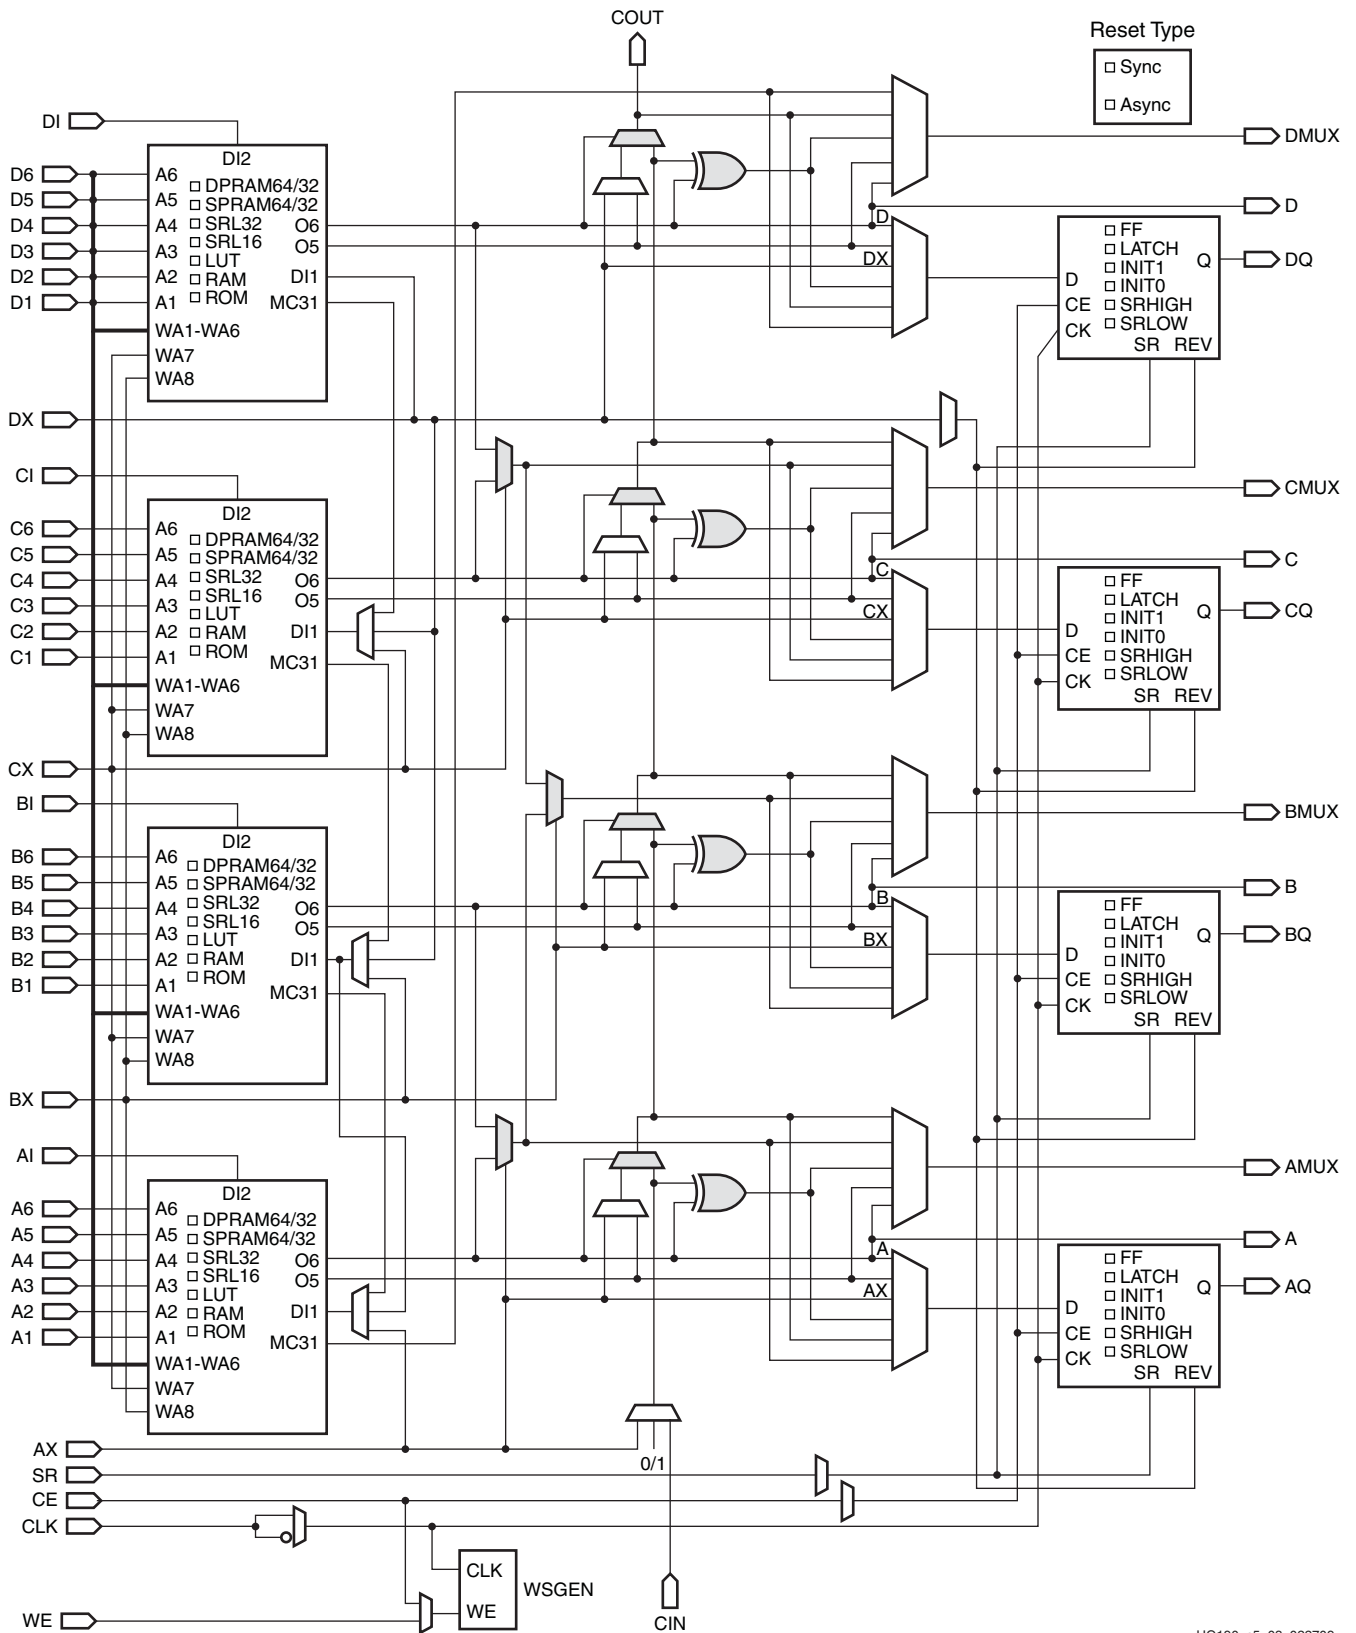 COUT
Reset Type
Sync
Async
DI
DI2
DMUX
D6
D5
D4
D3
D2
D1
A6
A5
A4
A3
A2
A1
WA1-WA6
WA7
WA8
DPRAM64/32
SPRAM64/32
SRL32
SRL16
LUT
RAM
ROM
O6
O5
DI1
MC31
D
DX
D
FF
LATCH
INIT1
INIT0
SRHIGH
SRLOW
D
CE
CK
Q
SR REV
DQ
DX
CI
DI2
CMUX
C6
C5
C4
C3
C2
C1
A6
A5
A4
A3
A2
A1
WA1-WA6
WA7
WA8
DPRAM64/32
SPRAM64/32
SRL32
SRL16
LUT
RAM
ROM
O6
O5
DI1
MC31
C
CX
C
FF
LATCH
INIT1
INIT0
SRHIGH
SRLOW
D
CE
CK
Q
SR REV
CQ
CX
BI
DI2
BMUX
B6
B5
B4
B3
B2
B1
A6
A5
A4
A3
A2
A1
WA1-WA6
WA7
WA8
DPRAM64/32
SPRAM64/32
SRL32
SRL16
LUT
RAM
ROM
O6
O5
DI1
MC31
B
BX
B
FF
LATCH
INIT1
INIT0
SRHIGH
SRLOW
D
CE
CK
Q
SR REV
BQ
BX
AI
DI2
AMUX
A6
A5
A4
A3
A2
A1
A6
A5
A4
A3
A2
A1
WA1-WA6
WA7
WA8
DPRAM64/32
SPRAM64/32
SRL32
SRL16
LUT
RAM
ROM
O6
O5
DI1
MC31
A
AX
A
FF
LATCH
INIT1
INIT0
SRHIGH
SRLOW
D
CE
CK
Q
SR REV
AQ
AX
0/1
SR
CE
CLK
CLK
WE
WSGEN
WE
CIN